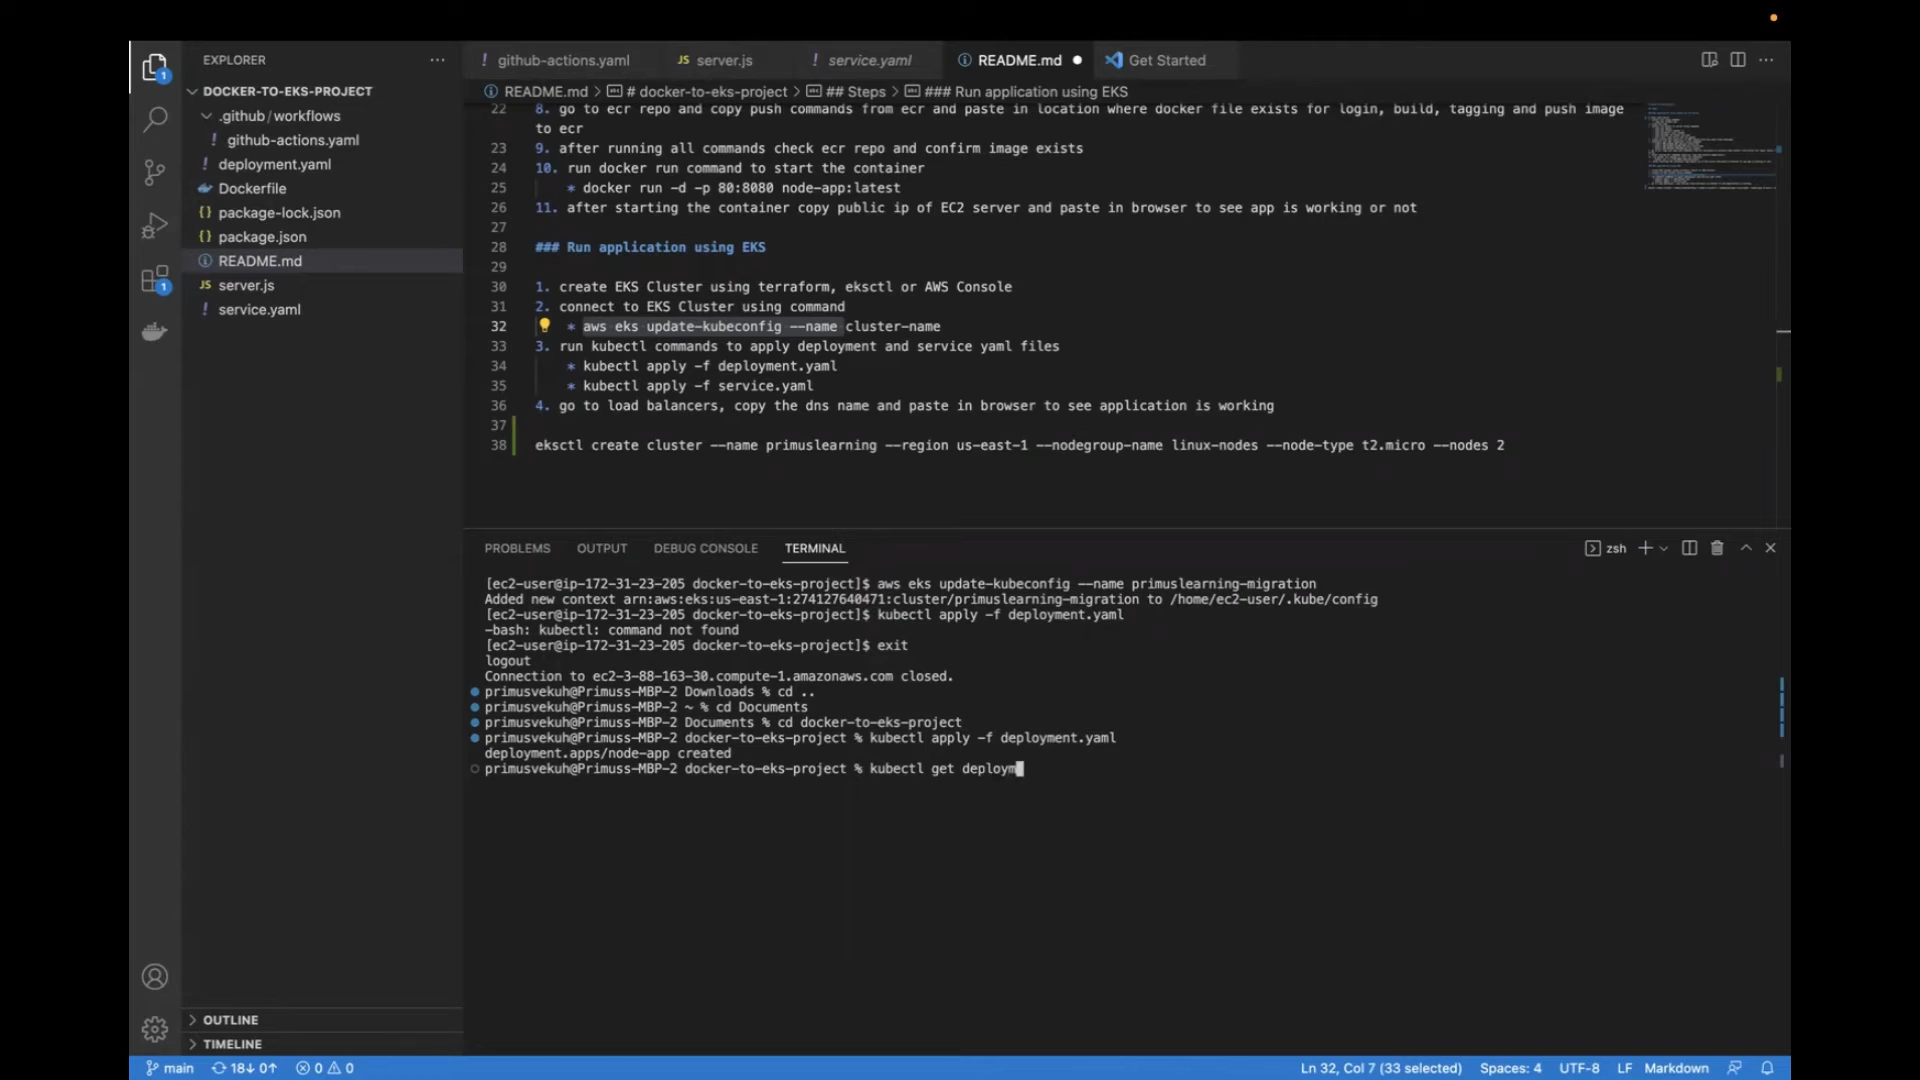 EXPLORER
github-actions.yaml
server.js
service.yaml
README.md
Get Started
DOCKER-TO-EKS-PROJECT
.github/workflows
github-actions.yaml
deployment.yaml
Dockerfile
package-lock.json
package.json
README.md
server.js
service.yaml
OUTLINE
TIMELINE
README.md > # docker-to-eks-project > ## Steps > ### Run application using EKS
22 8. go to ecr repo and copy push commands from ecr and paste in location where docker file exists for login, build, tagging and push image
to ecr
23 9. after running all commands check ecr repo and confirm image exists
24 10. run docker run command to start the container
25 * docker run -d -p 80:8080 node-app:latest
26 11. after starting the container copy public ip of EC2 server and paste in browser to see app is working or not
27
28 ### Run application using EKS
29
30 1. create EKS Cluster using terraform, eksctl or AWS Console
31 2. connect to EKS Cluster using command
32 * aws eks update-kubeconfig --name cluster-name
33 3. run kubectl commands to apply deployment and service yaml files
34 * kubectl apply -f deployment.yaml
35 * kubectl apply -f service.yaml
36 4. go to load balancers, copy the dns name and paste in browser to see application is working
37
38 eksctl create cluster --name primuslearning --region us-east-1 --nodegroup-name linux-nodes --node-type t2.micro --nodes 2
PROBLEMS OUTPUT DEBUG CONSOLE TERMINAL
zsh
[ec2-user@ip-172-31-23-205 docker-to-eks-project]$ aws eks update-kubeconfig --name primuslearning-migration
Added new context arn:aws:eks:us-east-1:274127640471:cluster/primuslearning-migration to /home/ec2-user/.kube/config
[ec2-user@ip-172-31-23-205 docker-to-eks-project]$ kubectl apply -f deployment.yaml
-bash: kubectl: command not found
[ec2-user@ip-172-31-23-205 docker-to-eks-project]$ exit
logout
Connection to ec2-3-88-163-30.compute-1.amazonaws.com closed.
primusvekuh@Primuss-MBP-2 Downloads % cd ..
primusvekuh@Primuss-MBP-2 ~ % cd Documents
primusvekuh@Primuss-MBP-2 Documents % cd docker-to-eks-project
primusvekuh@Primuss-MBP-2 docker-to-eks-project % kubectl apply -f deployment.yaml
deployment.apps/node-app created
primusvekuh@Primuss-MBP-2 docker-to-eks-project % kubectl get deploym
main 18↓ 0↑ 0 0
Ln 32, Col 7 (33 selected) Spaces: 4 UTF-8 LF Markdown